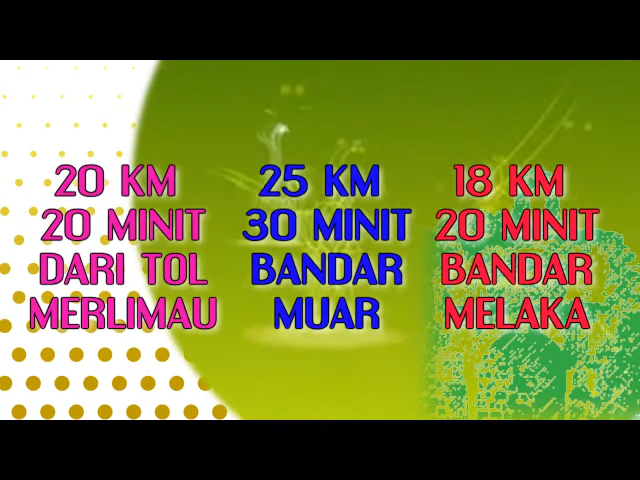 20 KM
20 MINIT
DARI TOL
MERLIMAU
25 KM
30 MINIT
BANDAR
MUAR
18 KM
20 MINIT
BANDAR
MELAKA